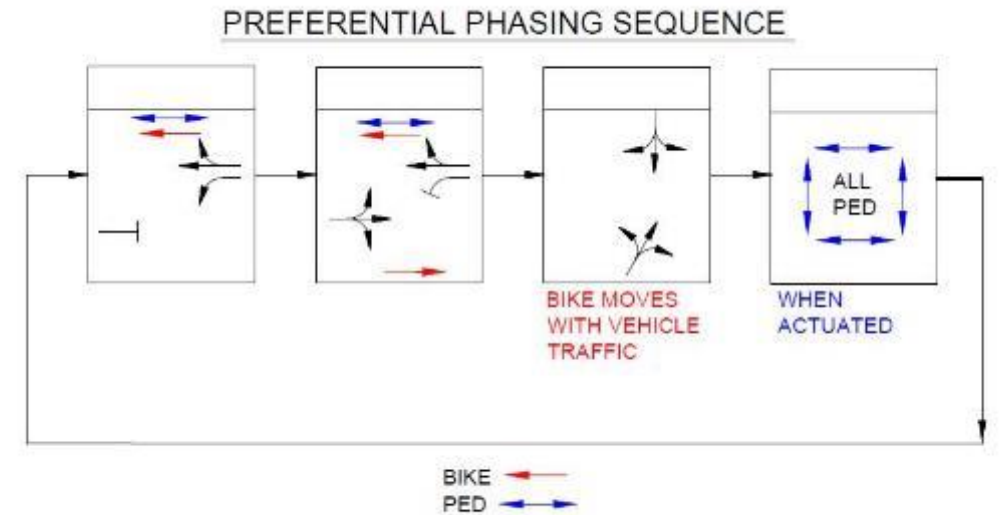 PREFERENTIAL PHASING SEQUENCE
ALL
PED
BIKE MOVES
WITH VEHICLE
TRAFFIC
WHEN
ACTUATED
BIKE
PED